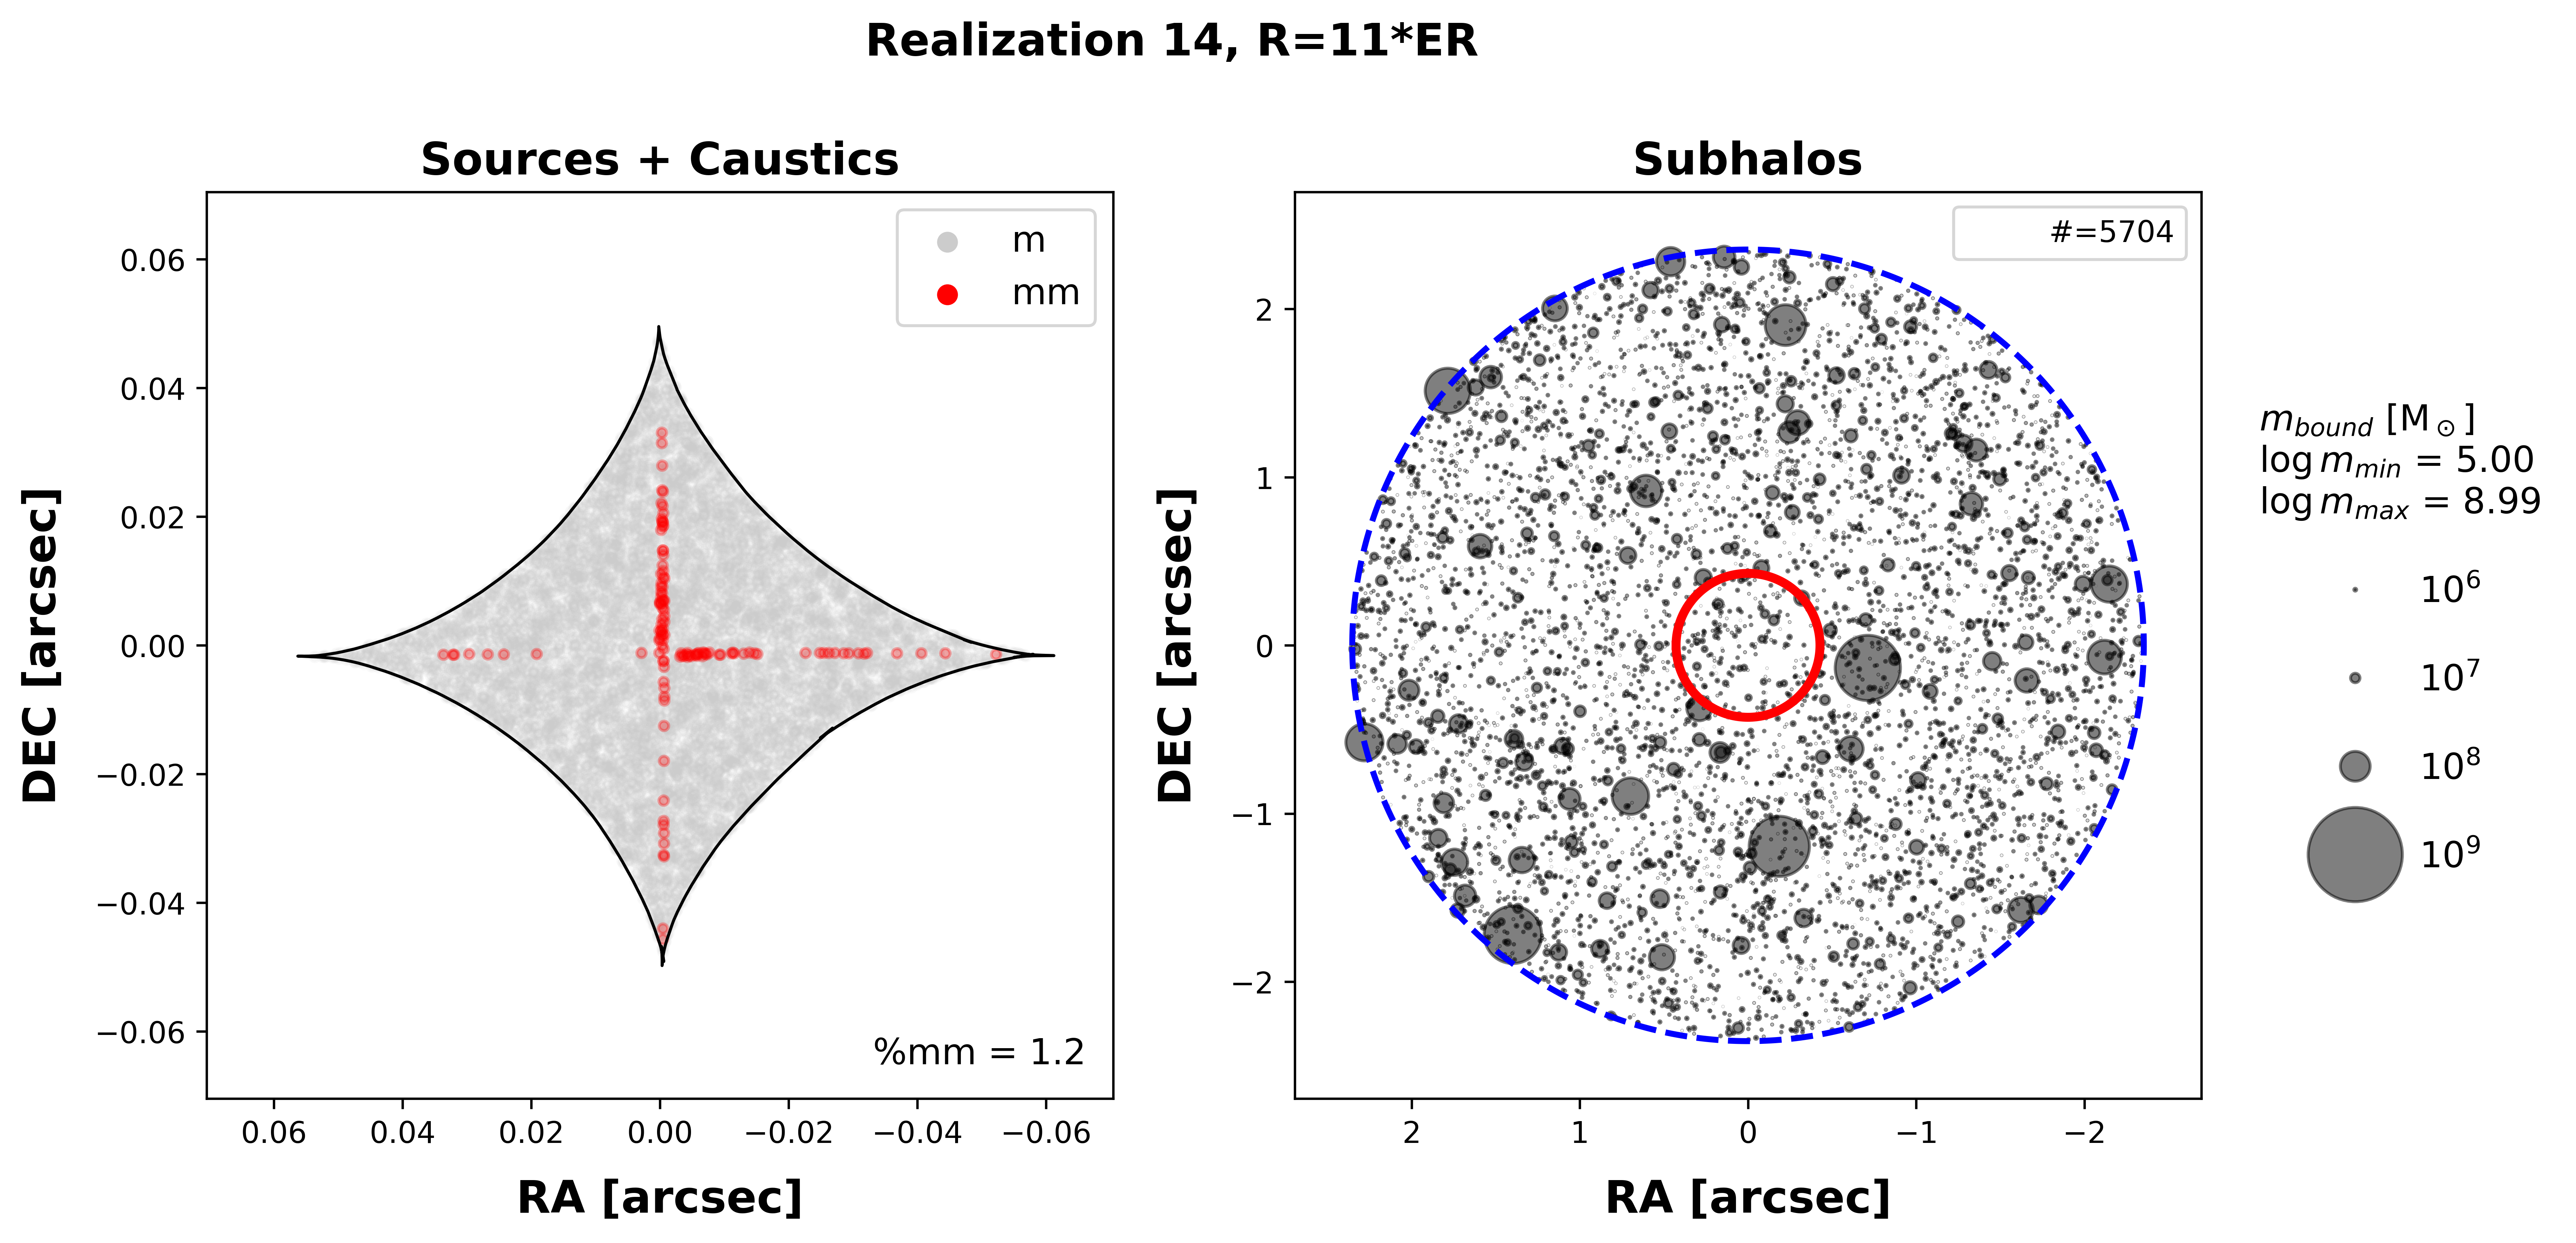 Realization 14, R=11*ER
Sources + Caustics
m
mm
%mm = 1.2
0.06
0.04
0.02
0.00
−0.02
−0.04
−0.06
0.06
0.04
0.02
0.00
−0.02
−0.04
−0.06
DEC [arcsec]
RA [arcsec]
Subhalos
#=5704
2
1
0
−1
−2
2
1
0
−1
−2
DEC [arcsec]
RA [arcsec]
m_bound [M_⊙]
log m_min = 5.00
log m_max = 8.99
10^6
10^7
10^8
10^9